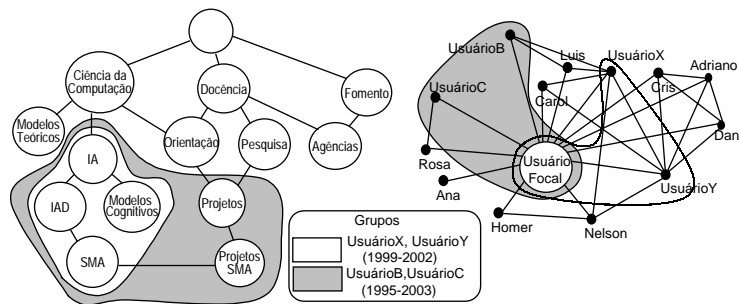 Ciência da
Computação
Docência
Fomento
Modelos
Teóricos
Orientação
Pesquisa
Agências
IA
IAD
Modelos
Cognitivos
Projetos
SMA
Projetos
SMA
UsuárioB
Luis
UsuárioX
Adriano
UsuárioC
Carol
Cris
Dan
Rosa
Usuário
Focal
Ana
UsuárioY
Homer
Nelson
Grupos
UsuárioX, UsuárioY
(1999-2002)
UsuárioB,UsuárioC
(1995-2003)